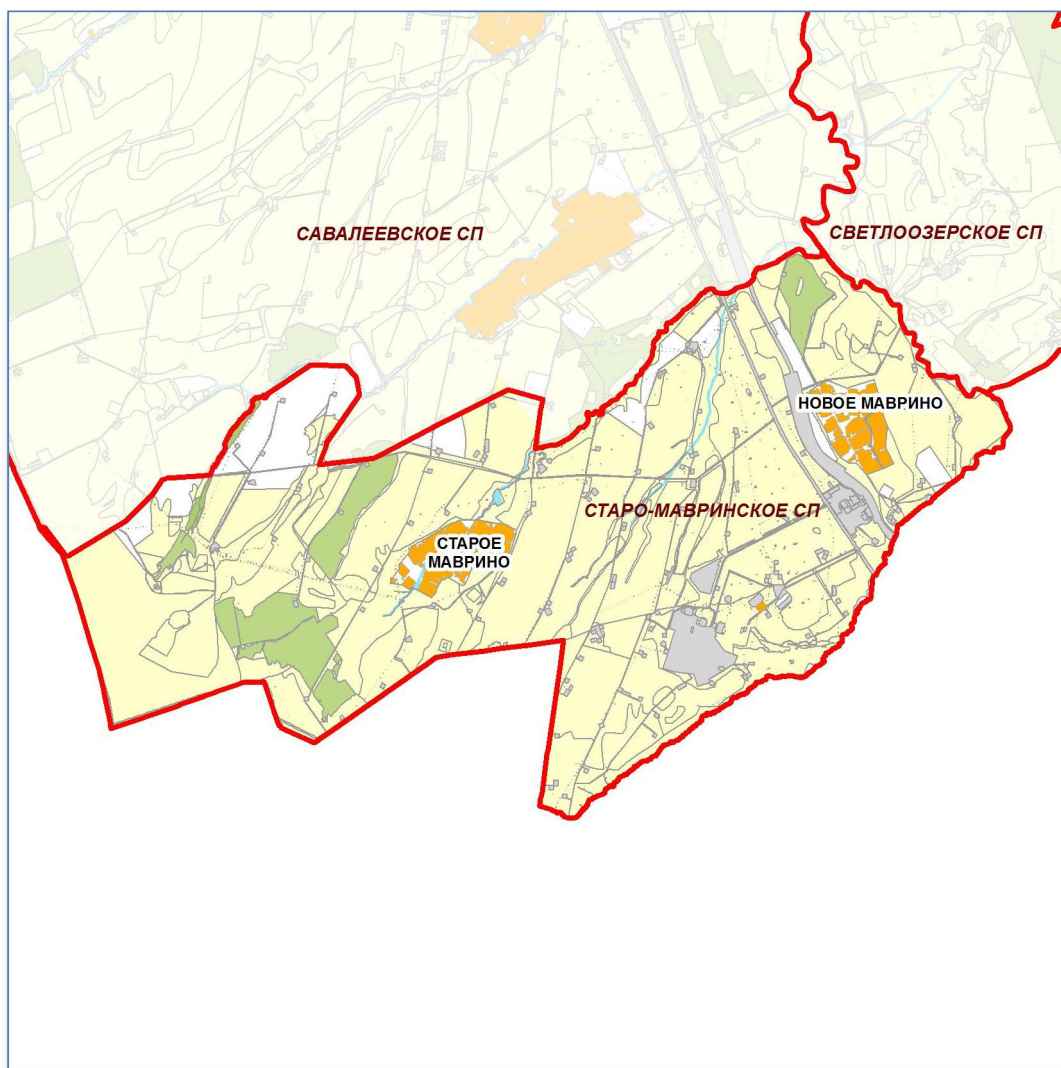 САВАЛЕЕВСКОЕ СП
СВЕТЛООЗЕРСКОЕ СП
НОВОЕ МАВРИНО
СТАРО-МАВРИНСКОЕ СП
СТАРОЕ
МАВРИНО